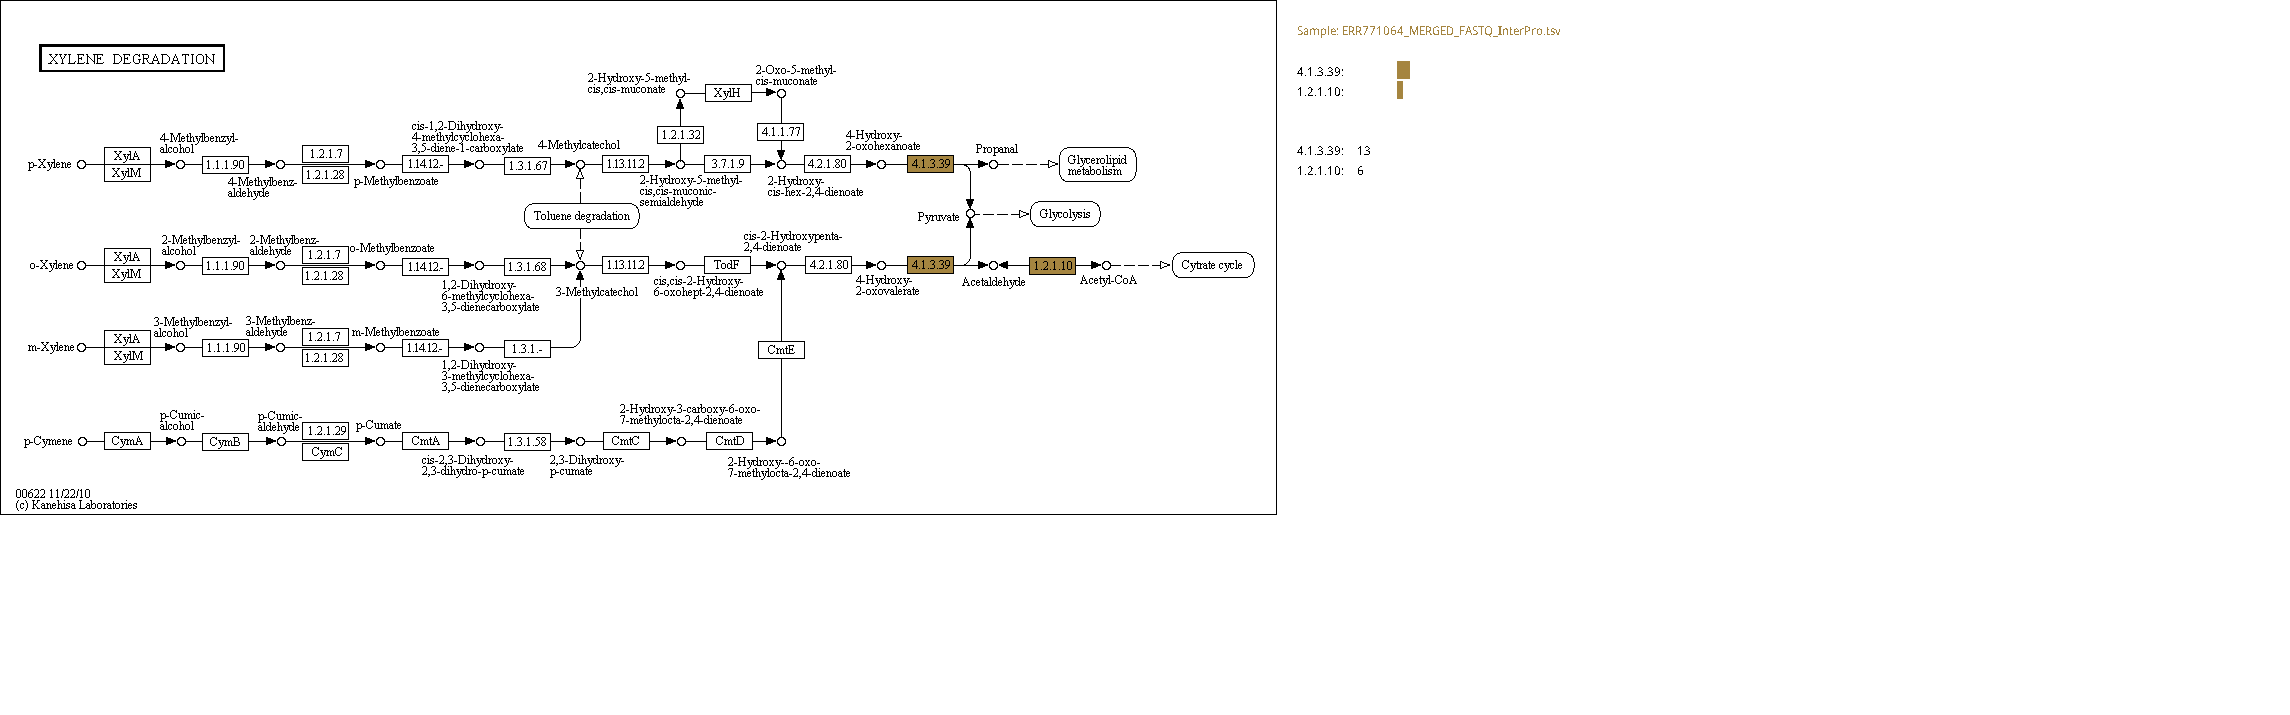 XYLENE DEGRADATION
Sample: ERR771064_MERGED_FASTQ_InterPro.tsv
4.1.3.39:
1.2.1.10:
4.1.3.39: 13
1.2.1.10: 6
2-Hydroxy-5-methyl-
cis,cis-muconate
XylH
2-Oxo-5-methyl-
cis-muconate
1.2.1.32
4.1.1.77
p-Xylene
XylA
XylM
4-Methylbenzyl-
alcohol
1.1.1.90
4-Methylbenz-
aldehyde
1.2.1.7
1.2.1.28
p-Methylbenzoate
1.14.12.-
cis-1,2-Dihydroxy-
4-methylcyclohexa-
3,5-diene-1-carboxylate
1.3.1.67
4-Methylcatechol
1.13.11.2
2-Hydroxy-5-methyl-
cis,cis-muconic-
semialdehyde
3.7.1.9
2-Hydroxy-
cis-hex-2,4-dienoate
4.2.1.80
4-Hydroxy-
2-oxohexanoate
4.1.3.39
Propanal
Glycerolipid
metabolism
Toluene degradation
Pyruvate
Glycolysis
o-Xylene
XylA
XylM
2-Methylbenzyl-
alcohol
1.1.1.90
2-Methylbenz-
aldehyde
1.2.1.7
1.2.1.28
o-Methylbenzoate
1.14.12.-
1,2-Dihydroxy-
6-methylcyclohexa-
3,5-dienecarboxylate
1.3.1.68
3-Methylcatechol
1.13.11.2
cis,cis-2-Hydroxy-
6-oxohept-2,4-dienoate
TodF
cis-2-Hydroxypenta-
2,4-dienoate
4.2.1.80
4-Hydroxy-
2-oxovalerate
4.1.3.39
Acetaldehyde
1.2.1.10
Acetyl-CoA
Cytrate cycle
m-Xylene
XylA
XylM
3-Methylbenzyl-
alcohol
1.1.1.90
3-Methylbenz-
aldehyde
1.2.1.7
1.2.1.28
m-Methylbenzoate
1.14.12.-
1,2-Dihydroxy-
3-methylcyclohexa-
3,5-dienecarboxylate
1.3.1.-
CmtE
p-Cymene
CymA
p-Cumic-
alcohol
CymB
p-Cumic-
aldehyde
1.2.1.29
CymC
p-Cumate
CmtA
cis-2,3-Dihydroxy-
2,3-dihydro-p-cumate
1.3.1.58
2,3-Dihydroxy-
p-cumate
CmtC
2-Hydroxy-3-carboxy-6-oxo-
7-methylocta-2,4-dienoate
CmtD
2-Hydroxy--6-oxo-
7-methylocta-2,4-dienoate
00622 11/22/10
(c) Kanehisa Laboratories